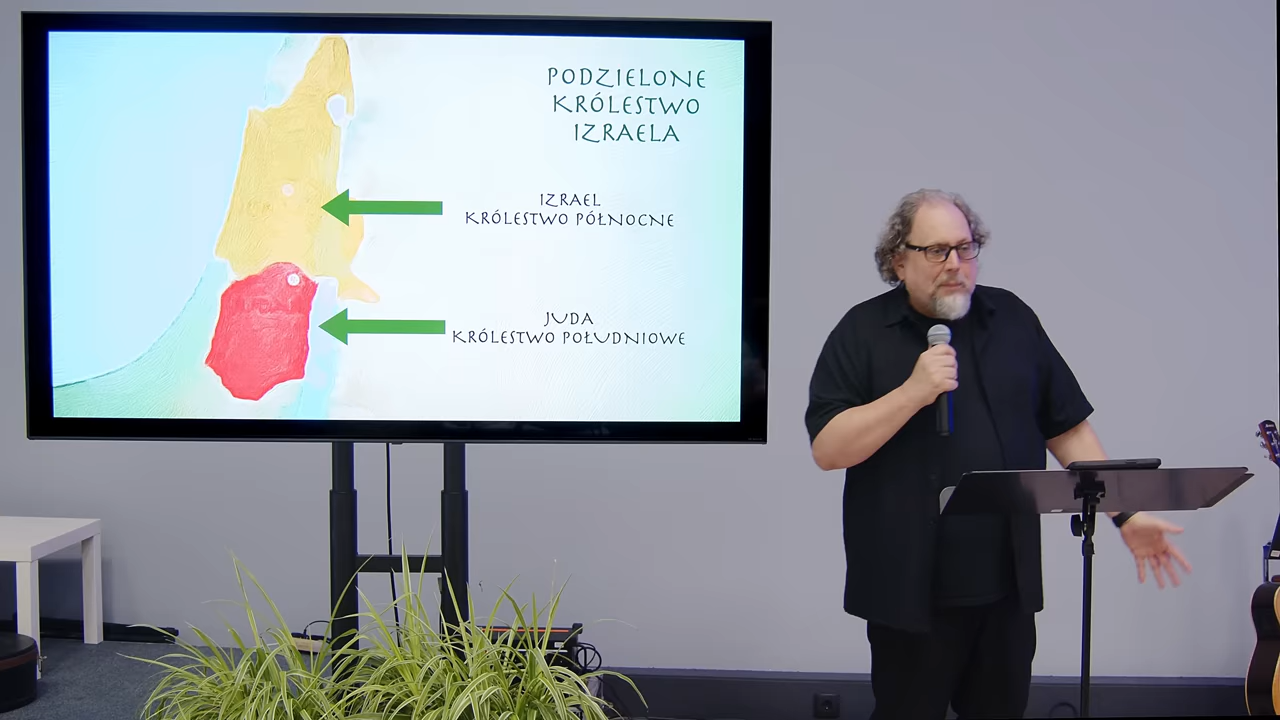 PODZIELONE
KRÓLESTWO
IZRAELA
IZRAEL
KRÓLESTWO PÓŁNOCNE
JUDA
KRÓLESTWO POŁUDNIOWE